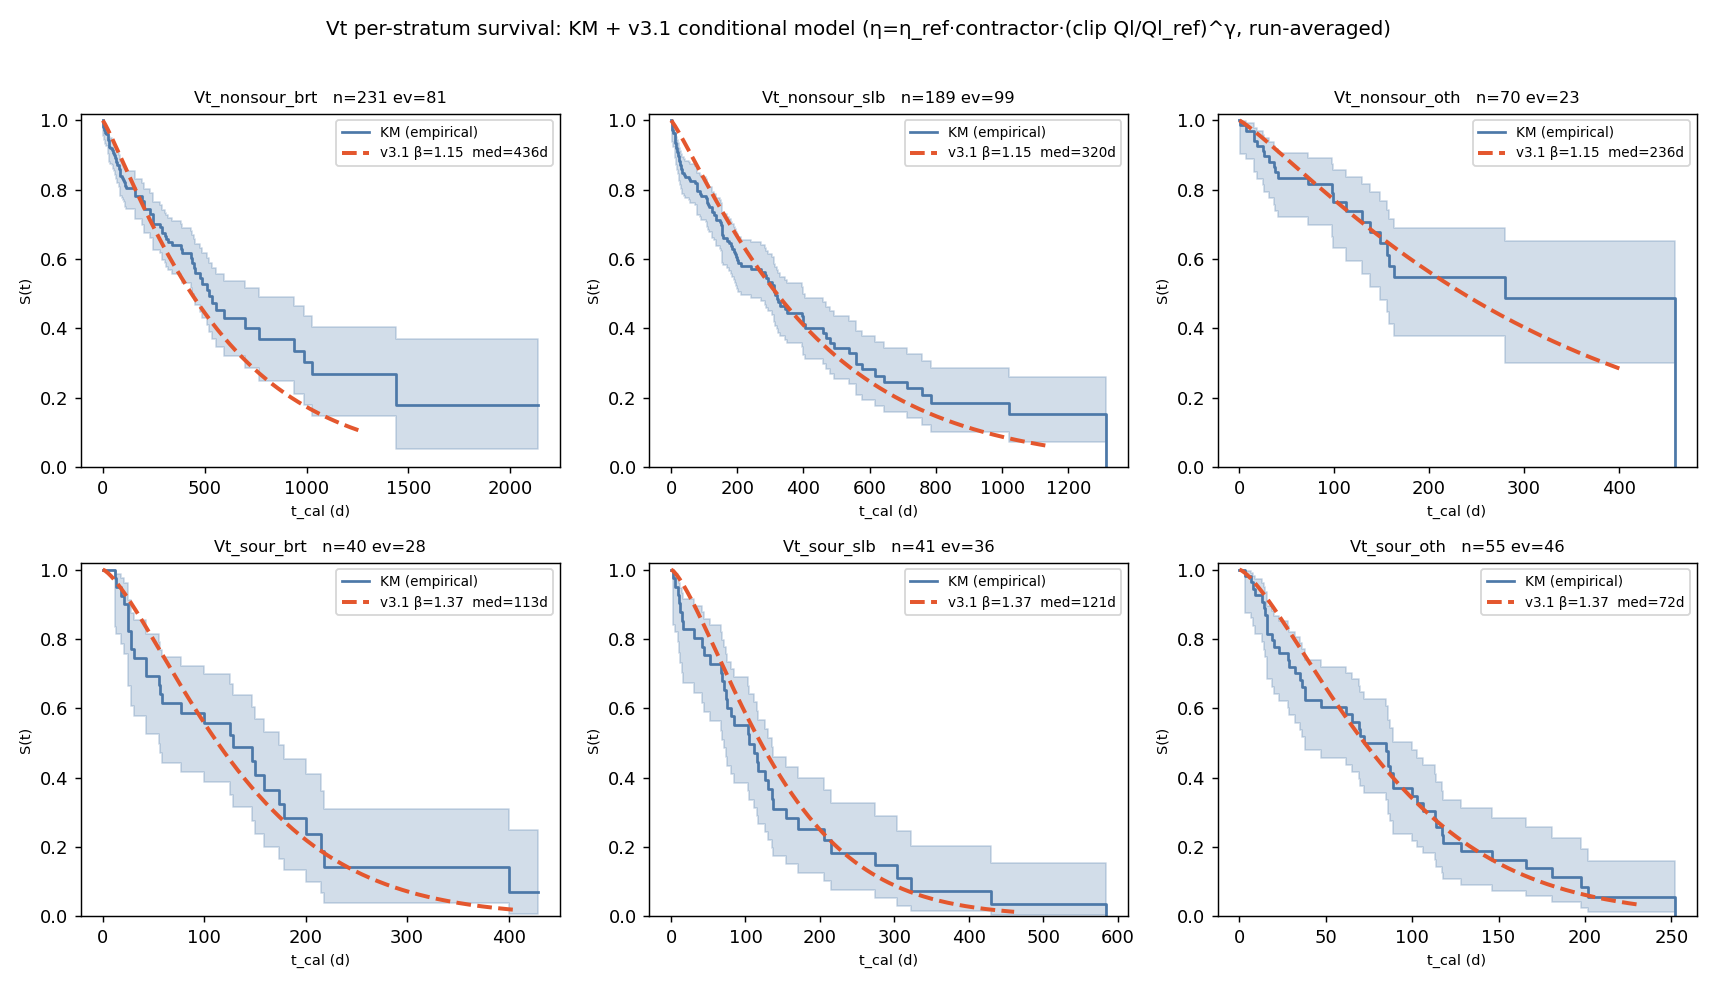 Vt per-stratum survival: KM + v3.1 conditional model (η=η_ref·contractor·(clip Ql/Ql_ref)^γ, run-averaged)
Vt_nonsour_brt   n=231 ev=81
1.0
0.8
0.6
0.4
0.2
0.0
S(t)
KM (empirical)
v3.1 β=1.15  med=436d
0 500 1000 1500 2000
t_cal (d)
Vt_nonsour_slb   n=189 ev=99
1.0
0.8
0.6
0.4
0.2
0.0
S(t)
KM (empirical)
v3.1 β=1.15  med=320d
0 200 400 600 800 1000 1200
t_cal (d)
Vt_nonsour_oth   n=70 ev=23
1.0
0.8
0.6
0.4
0.2
0.0
S(t)
KM (empirical)
v3.1 β=1.15  med=236d
0 100 200 300 400
t_cal (d)
Vt_sour_brt   n=40 ev=28
1.0
0.8
0.6
0.4
0.2
0.0
S(t)
KM (empirical)
v3.1 β=1.37  med=113d
0 100 200 300 400
t_cal (d)
Vt_sour_slb   n=41 ev=36
1.0
0.8
0.6
0.4
0.2
0.0
S(t)
KM (empirical)
v3.1 β=1.37  med=121d
0 100 200 300 400 500 600
t_cal (d)
Vt_sour_oth   n=55 ev=46
1.0
0.8
0.6
0.4
0.2
0.0
S(t)
KM (empirical)
v3.1 β=1.37  med=72d
0 50 100 150 200 250
t_cal (d)